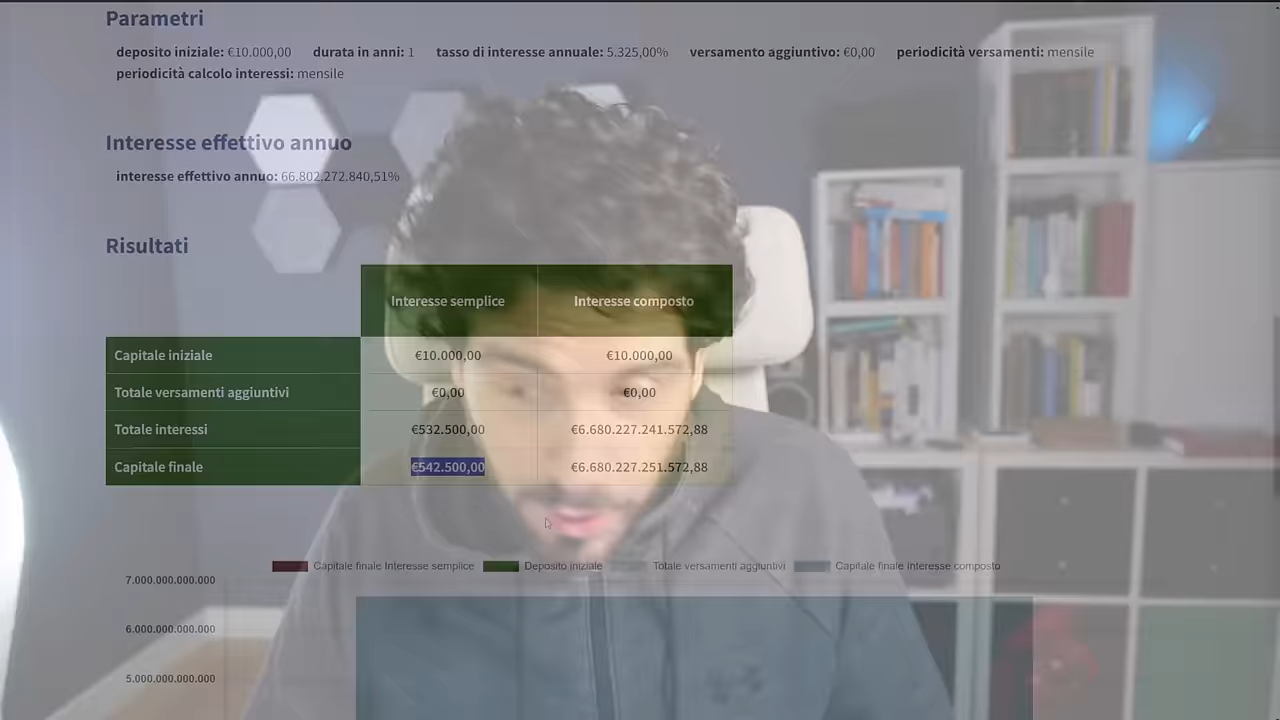 Parametri
deposito iniziale: €10.000,00 durata in anni: 1 tasso di interesse annuale: 5.325,00% versamento aggiuntivo: €0,00 periodicità versamenti: mensile
periodicità calcolo interessi: mensile
Interesse effettivo annuo
interesse effettivo annuo: 66.802.272.840,51%
Risultati
Interesse semplice Interesse composto
Capitale iniziale €10.000,00 €10.000,00
Totale versamenti aggiuntivi €0,00 €0,00
Totale interessi €532.500,00 €6.680.227.241.572,88
Capitale finale €542.500,00 €6.680.227.251.572,88
Capitale finale Interesse semplice Deposito iniziale Totale versamenti aggiuntivi Capitale finale Interesse composto
7.000.000.000.000
6.000.000.000.000
5.000.000.000.000